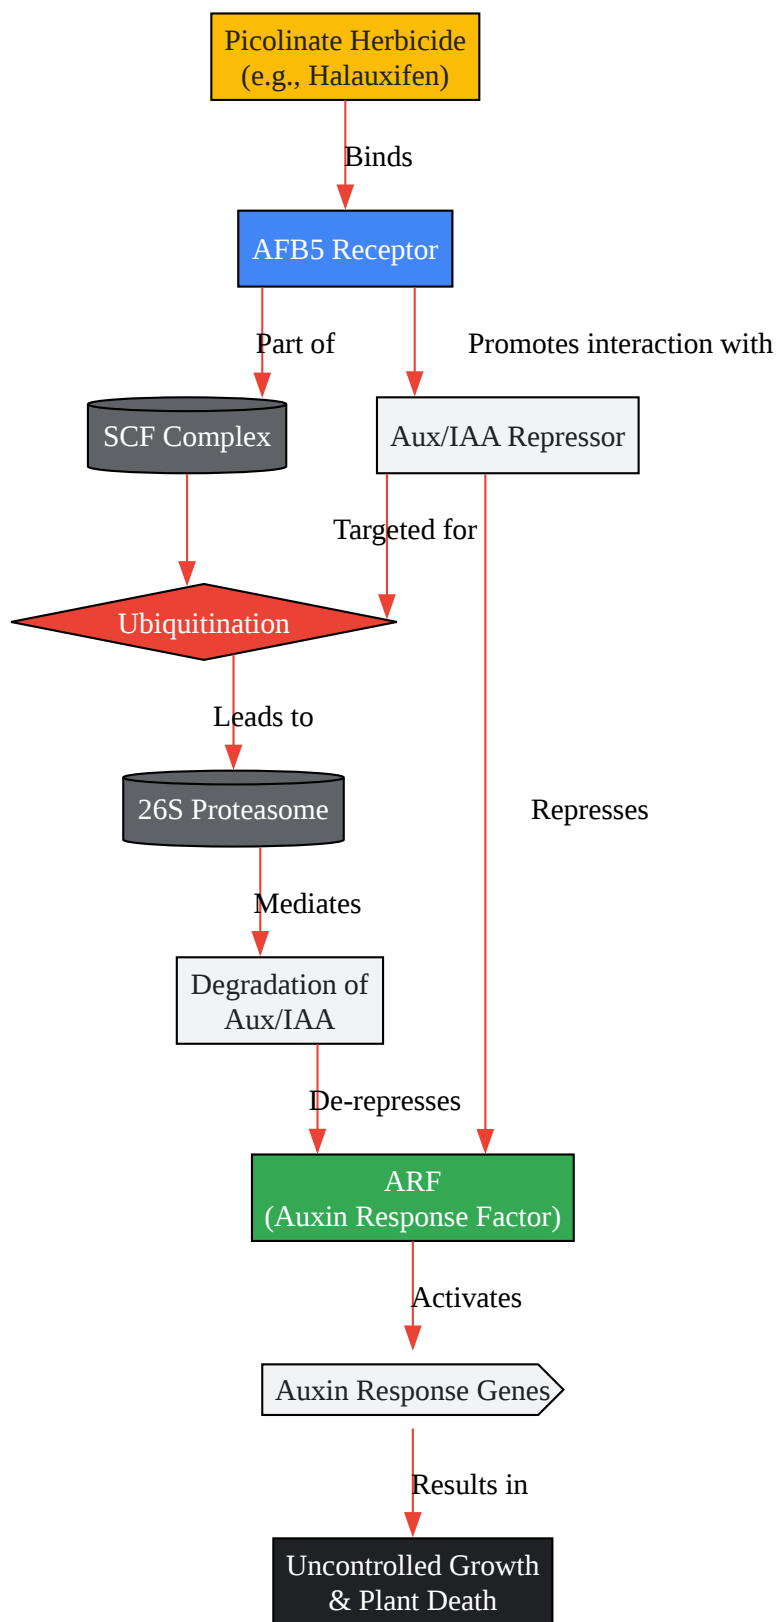 Picolinate Herbicide
(e.g., Halauxifen)
Binds
AFB5 Receptor
Part of
Promotes interaction with
SCF Complex
Aux/IAA Repressor
Targeted for
Ubiquitination
Leads to
26S Proteasome
Represses
Mediates
Degradation of
Aux/IAA
De-represses
ARF
(Auxin Response Factor)
Activates
Auxin Response Genes
Results in
Uncontrolled Growth
& Plant Death